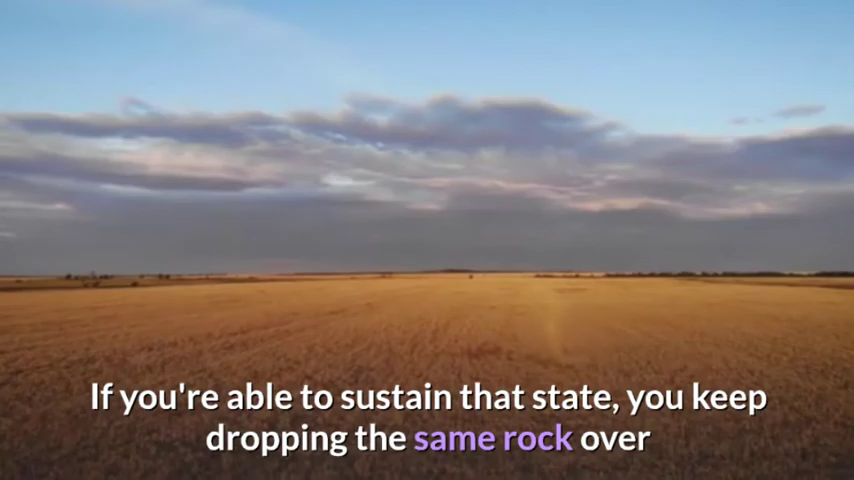 If you're able to sustain that state, you keep
dropping the same rock over